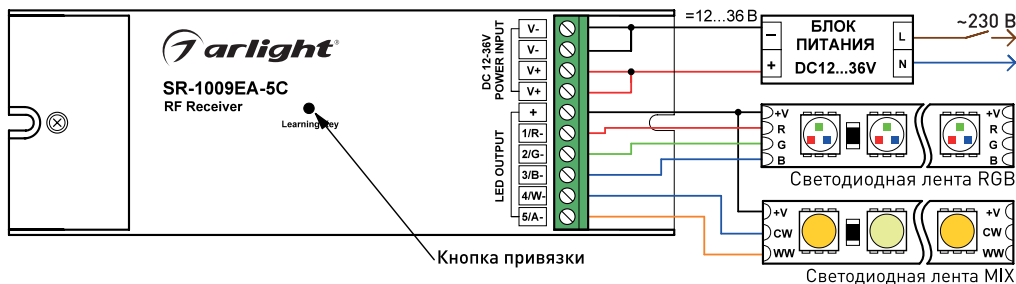 arlight
SR-1009EA-5C
RF Receiver
Learning Key
Кнопка привязки
DC 12-36V
POWER INPUT
V-
V-
V+
V+
LED OUTPUT
+
1/R-
2/G-
3/B-
4/W-
5/A-
=12...36 В
–
+
БЛОК
ПИТАНИЯ
DC12...36V
L
N
~230 В
+V
R
G
B
+V
R
G
B
Светодиодная лента RGB
+V
CW
WW
+V
CW
WW
Светодиодная лента MIX